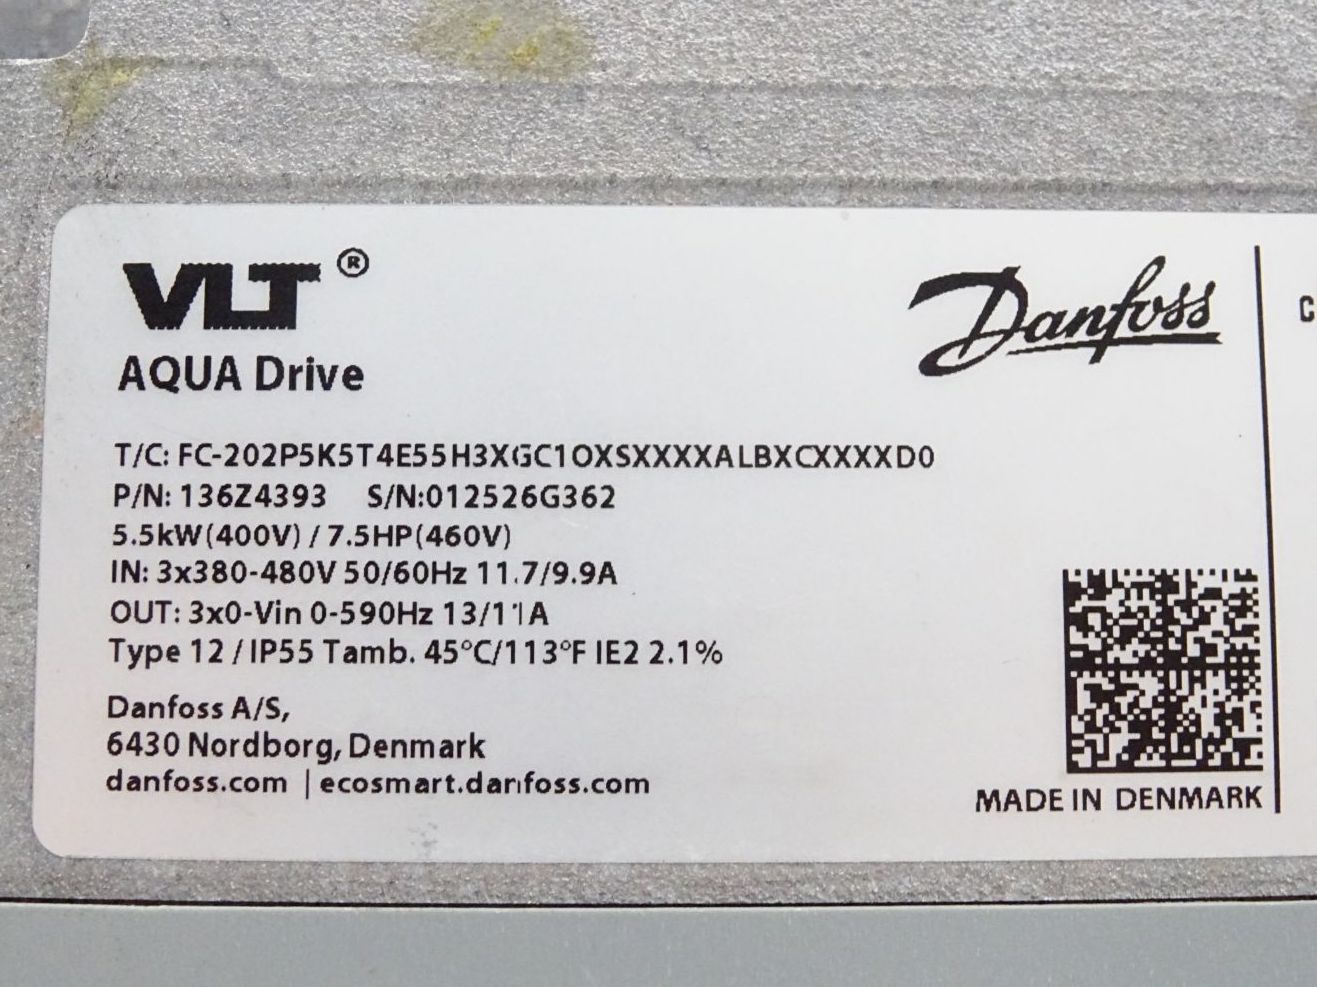 VLT®
Danfoss
AQUA Drive
T/C: FC-202P5K5T4E55H3XGC1OXSXXXXALBXCXXXXD0
P/N: 136Z4393 S/N:012526G362
5.5kW(400V) / 7.5HP(460V)
IN: 3x380-480V 50/60Hz 11.7/9.9A
OUT: 3x0-Vin 0-590Hz 13/11A
Type 12 / IP55 Tamb. 45°C/113°F IE2 2.1%
Danfoss A/S,
6430 Nordborg, Denmark
danfoss.com | ecosmart.danfoss.com
MADE IN DENMARK